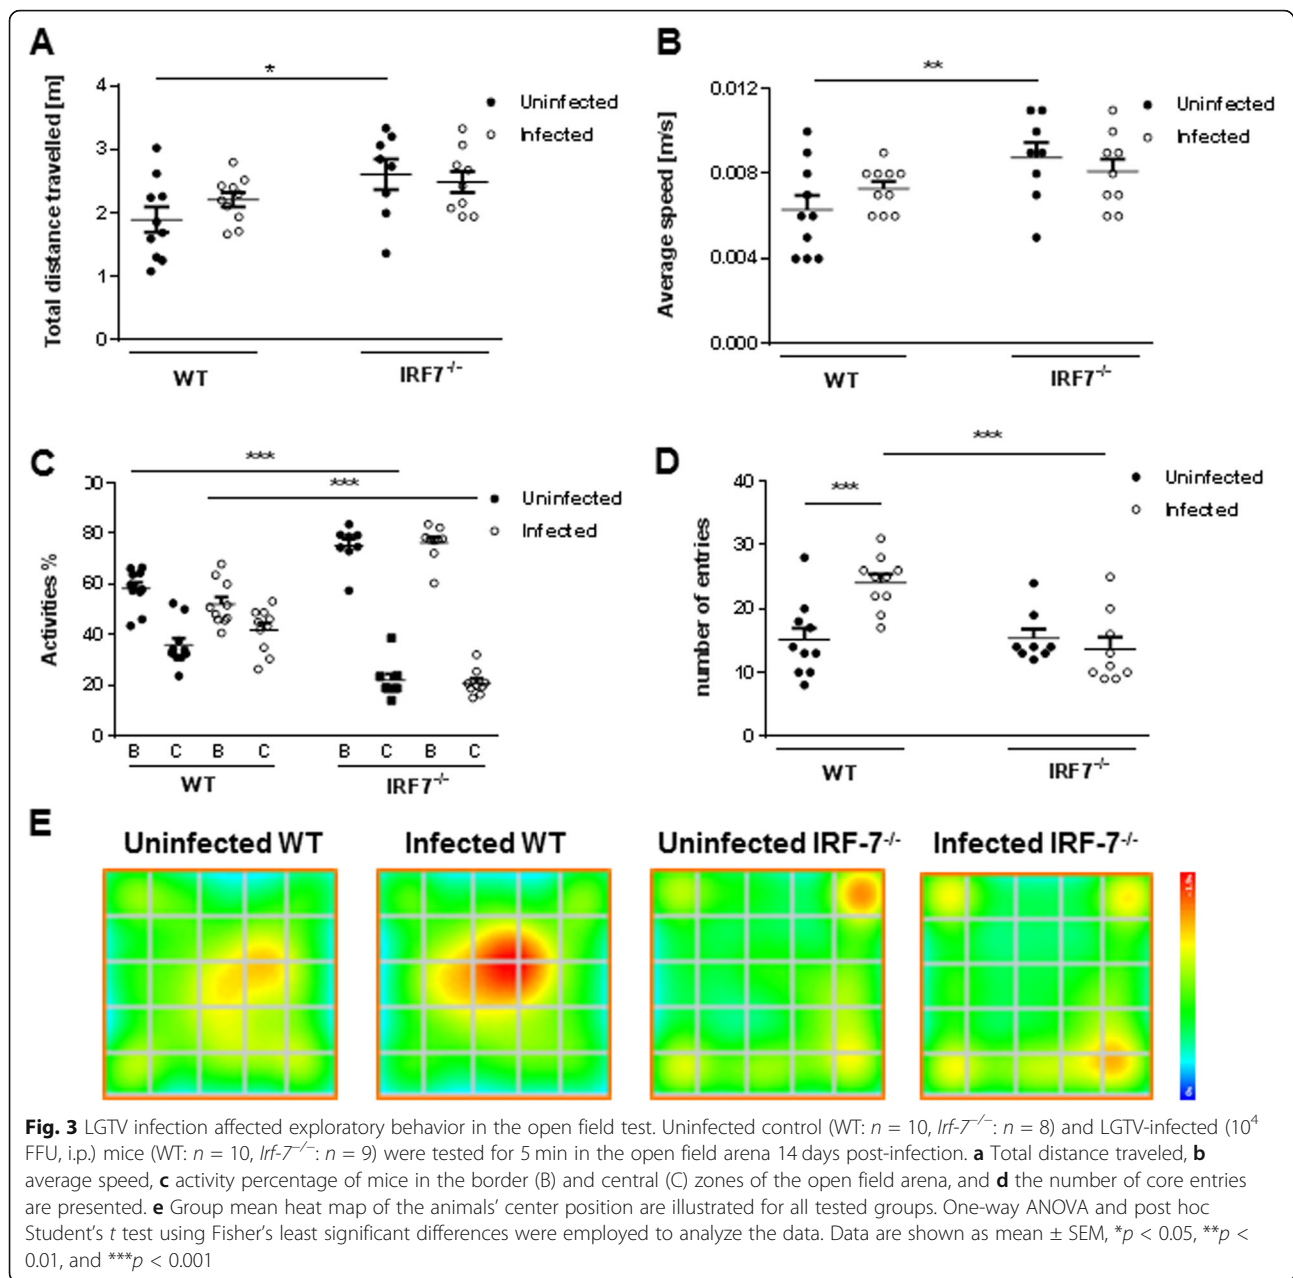 A
B
Total distance travelled [m]
4
3
2
1
0
*
Uninfected
Infected
WT
IRF7-/-
Average speed [m/s]
0.012
0.008
0.004
0.000
**
Uninfected
Infected
WT
IRF7-/-
C
D
Activities %
00
80
60
40
20
0
***
***
Uninfected
Infected
B C B C B C B C
WT
IRF7-/-
number of entries
40
30
20
10
0
***
***
Uninfected
Infected
WT
IRF7-/-
E
Uninfected WT Infected WT Uninfected IRF-7-/- Infected IRF-7-/-
Fig. 3 LGTV infection affected exploratory behavior in the open field test. Uninfected control (WT: n = 10, Irf-7−/−: n = 8) and LGTV-infected (10⁴
FFU, i.p.) mice (WT: n = 10, Irf-7−/−: n = 9) were tested for 5 min in the open field arena 14 days post-infection. a Total distance traveled, b
average speed, c activity percentage of mice in the border (B) and central (C) zones of the open field arena, and d the number of core entries
are presented. e Group mean heat map of the animals' center position are illustrated for all tested groups. One-way ANOVA and post hoc
Student's t test using Fisher's least significant differences were employed to analyze the data. Data are shown as mean ± SEM, *p < 0.05, **p <
0.01, and ***p < 0.001